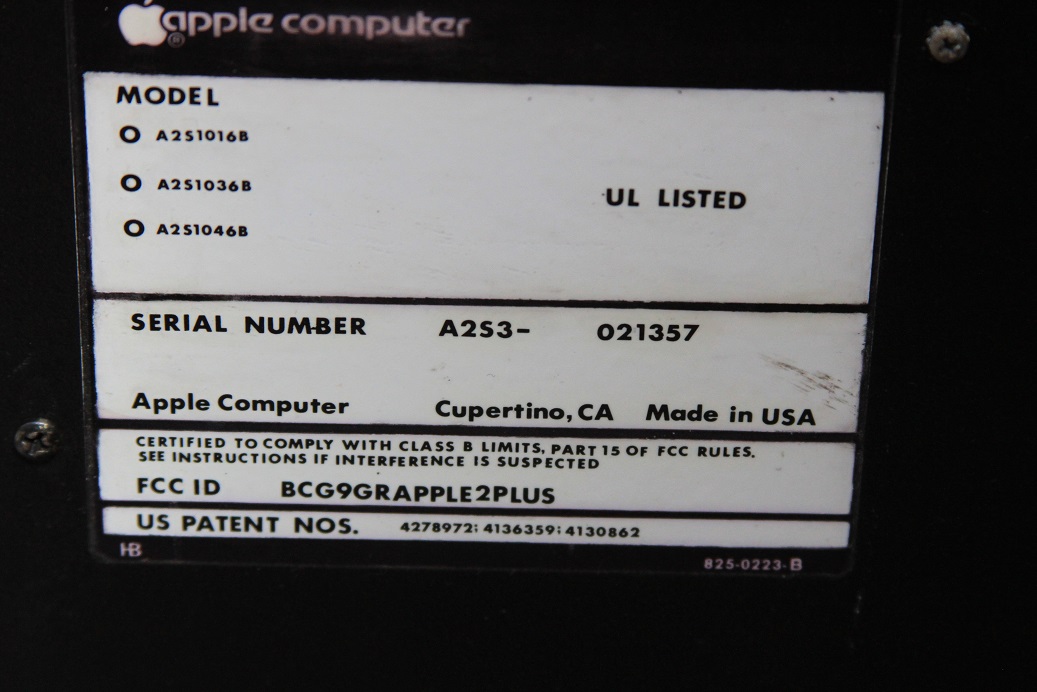 apple computer
®
MODEL
O A2S1016B
O A2S1036B
UL LISTED
O A2S1046B
SERIAL NUMBER A2S3- 021357
Apple Computer Cupertino, CA Made in USA
CERTIFIED TO COMPLY WITH CLASS B LIMITS, PART 15 OF FCC RULES.
SEE INSTRUCTIONS IF INTERFERENCE IS SUSPECTED
FCC ID BCG9GRAPPLE2PLUS
US PATENT NOS. 4278972; 4136359; 4130862
HB 825-0223-B